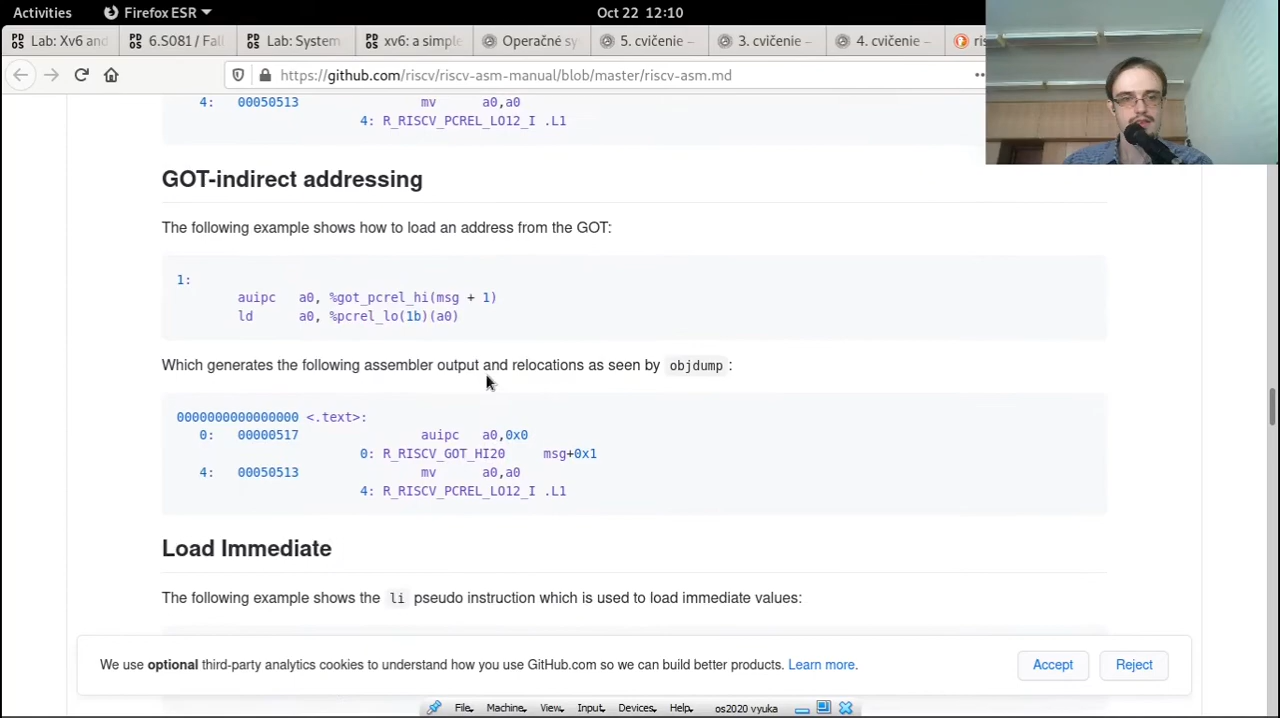 Activities Firefox ESR Oct 22 12:10
Lab: Xv6 and 6.S081 / Fall Lab: System xv6: a simple Operačné sy 5. cvičenie – 3. cvičenie – 4. cvičenie – ris
https://github.com/riscv/riscv-asm-manual/blob/master/riscv-asm.md
4: 00050513 mv a0,a0
4: R_RISCV_PCREL_LO12_I .L1
GOT-indirect addressing
The following example shows how to load an address from the GOT:
1:
auipc a0, %got_pcrel_hi(msg + 1)
ld a0, %pcrel_lo(1b)(a0)
Which generates the following assembler output and relocations as seen by objdump :
0000000000000000 <.text>:
0: 00000517 auipc a0,0x0
0: R_RISCV_GOT_HI20 msg+0x1
4: 00050513 mv a0,a0
4: R_RISCV_PCREL_LO12_I .L1
Load Immediate
The following example shows the li pseudo instruction which is used to load immediate values:
We use optional third-party analytics cookies to understand how you use GitHub.com so we can build better products. Learn more.
Accept Reject
File Machine View Input Devices Help os2020 vyuka